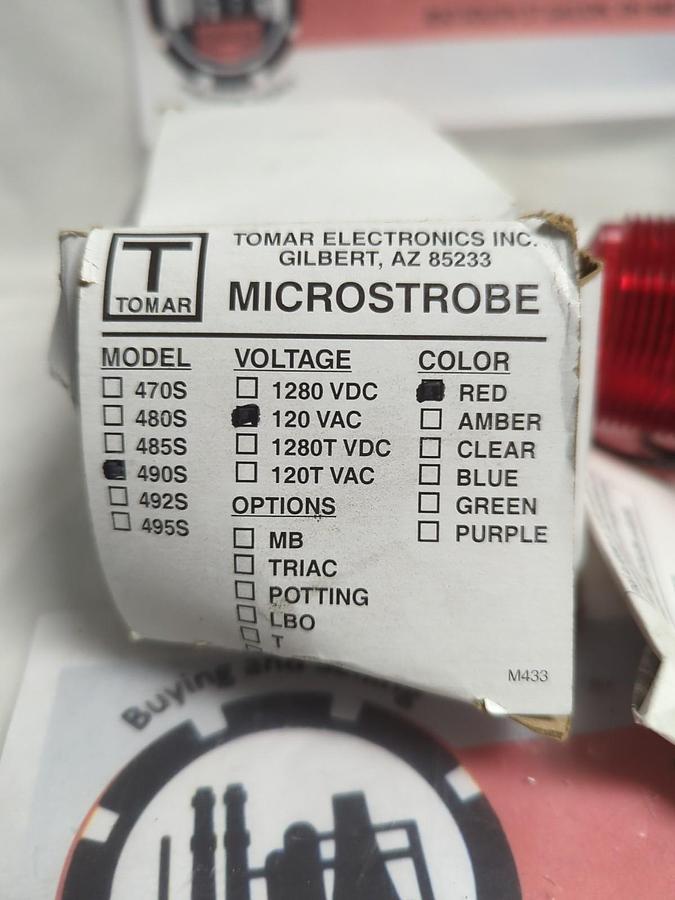 T
TOMAR
TOMAR ELECTRONICS INC.
GILBERT, AZ 85233
MICROSTROBE
MODEL
470S
480S
485S
490S
492S
495S
VOLTAGE
1280 VDC
120 VAC
1280T VDC
120T VAC
OPTIONS
MB
TRIAC
POTTING
LBO
T
COLOR
RED
AMBER
CLEAR
BLUE
GREEN
PURPLE
M433
Buying and